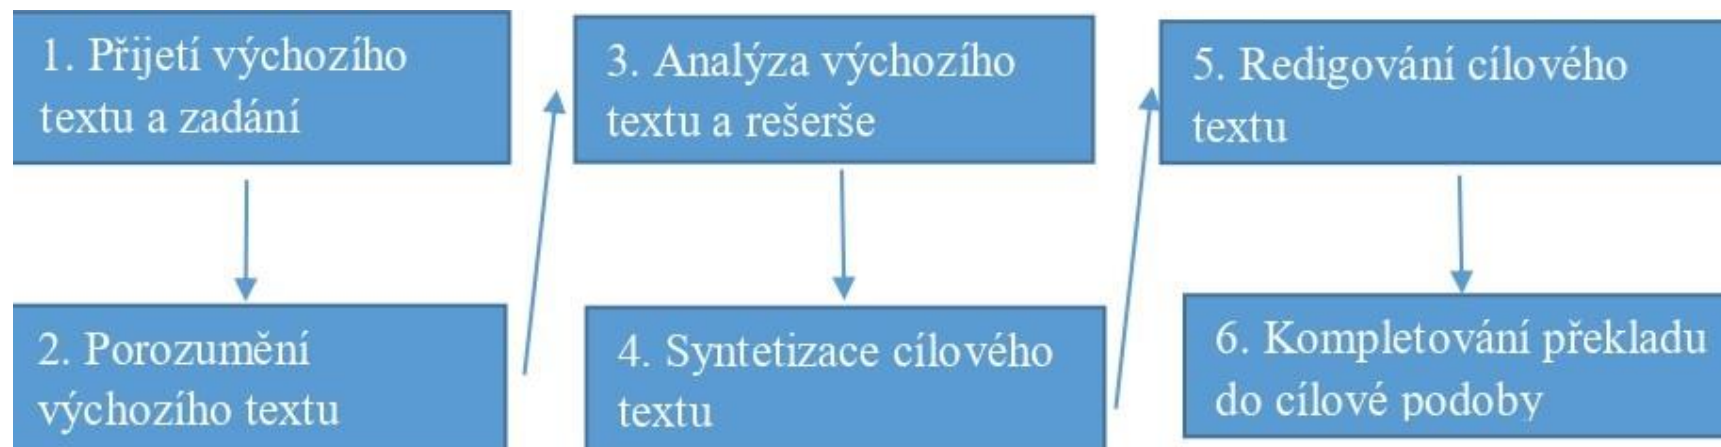 1. Přijetí výchozího
textu a zadání
2. Porozumění
výchozího textu
3. Analýza výchozího
textu a rešerše
4. Syntetizace cílového
textu
5. Redigování cílového
textu
6. Kompletování překladu
do cílové podoby